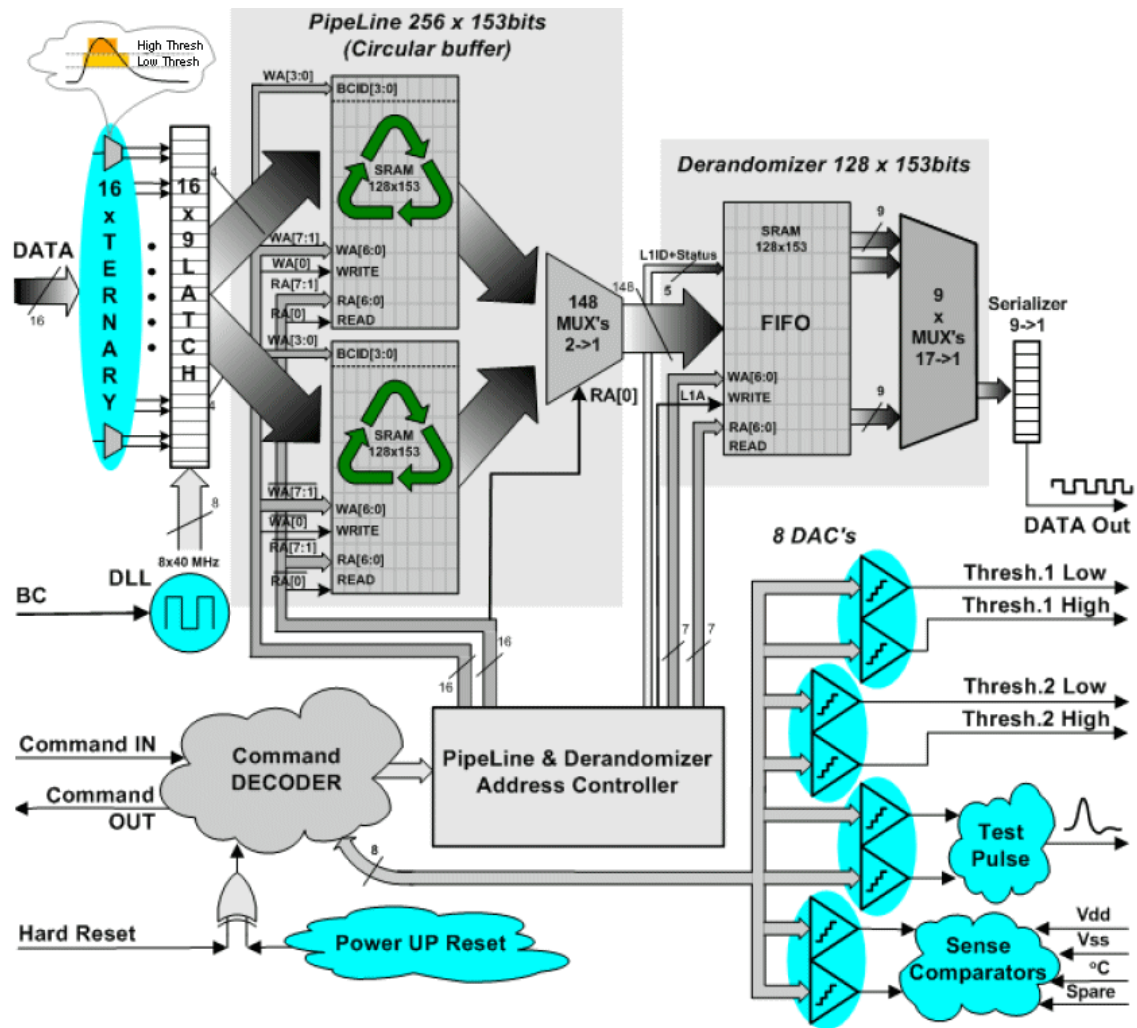 PipeLine 256 x 153bits
(Circular buffer)
High Thresh
Low Thresh
WA[3:0]
BCID[3:0]
SRAM
128x153
4
WA[7:1]
WA[6:0]
WA[0]
WRITE
RA[7:1]
RA[6:0]
RA[0]
READ
WA[3:0]
BCID[3:0]
SRAM
128x153
4
WA[7:1]
WA[6:0]
WA[0]
WRITE
RA[7:1]
RA[6:0]
RA[0]
READ
DATA
16
16 x TERNARY
16 x 9 LATCH
8
8x40 MHz
DLL
BC
148
MUX's
2->1
RA[0]
148
Derandomizer 128 x 153bits
L1ID+Status
5
SRAM
128x153
FIFO
WA[6:0]
L1A
WRITE
RA[6:0]
READ
9
9
9
x
MUX's
17->1
Serializer
9->1
DATA Out
16
16
7
7
8 DAC's
Thresh.1 Low
Thresh.1 High
Thresh.2 Low
Thresh.2 High
Test
Pulse
Sense
Comparators
Vdd
Vss
°C
Spare
Command IN
Command
OUT
Command
DECODER
PipeLine & Derandomizer
Address Controller
8
Hard Reset
Power UP Reset